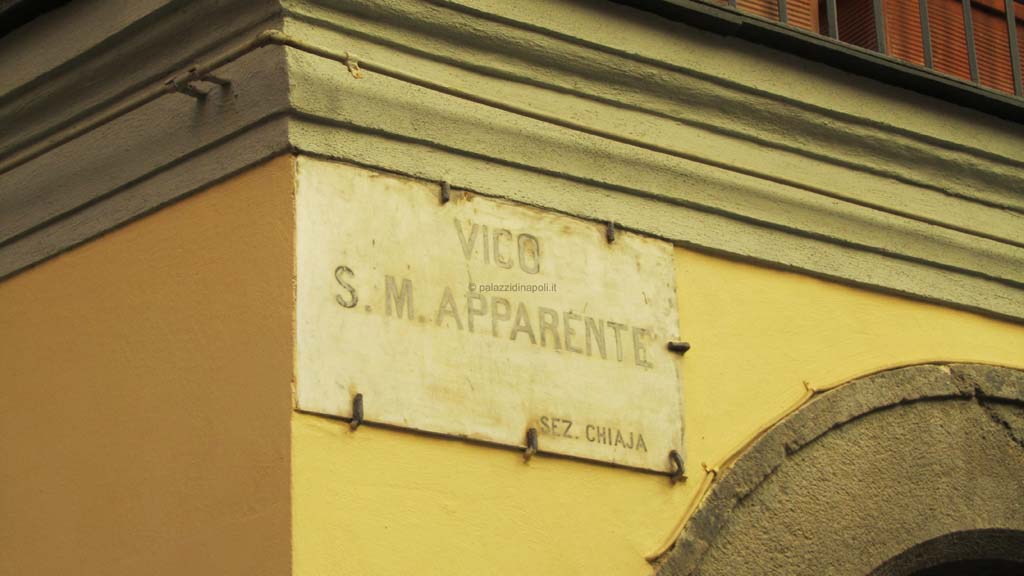 VICO
© palazzidinapoli.it
S. M. APPARENTE
SEZ. CHIAJA